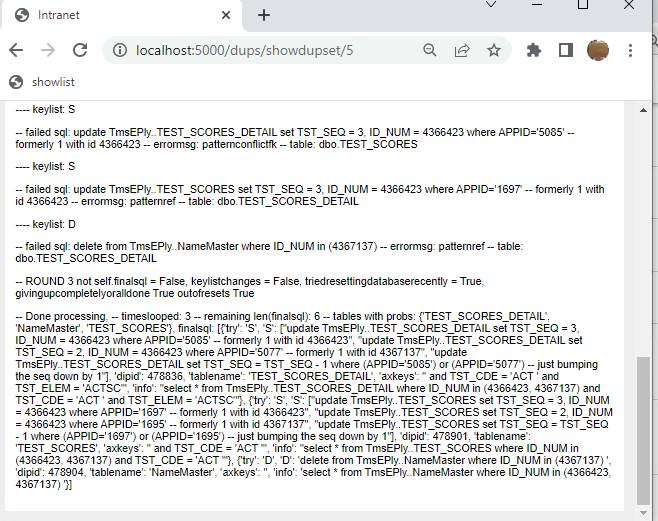 Intranet
localhost:5000/dups/showdupset/5
showlist
---- keylist: S
-- failed sql: update TmsEPly..TEST_SCORES_DETAIL set TST_SEQ = 3, ID_NUM = 4366423 where APPID='5085' --
formerly 1 with id 4366423 -- errormsg: patternconflictfk -- table: dbo.TEST_SCORES
---- keylist: S
-- failed sql: update TmsEPly..TEST_SCORES set TST_SEQ = 3, ID_NUM = 4366423 where APPID='1697' -- formerly 1 with
id 4366423 -- errormsg: patternref -- table: dbo.TEST_SCORES_DETAIL
---- keylist: D
-- failed sql: delete from TmsEPly..NameMaster where ID_NUM in (4367137) -- errormsg: patternref -- table:
dbo.TEST_SCORES_DETAIL
-- ROUND 3 not self.finalsql = False, keylistchanges = False, triedresettingdatabaserecently = True,
givingupcompletelyoralldone True outofresets True
-- Done processing, -- timeslooped: 3 -- remaining len(finalsql): 6 -- tables with probs: {'TEST_SCORES_DETAIL',
'NameMaster', 'TEST_SCORES'}, finalsql: [{'try': 'S', 'S': ["update TmsEPly..TEST_SCORES_DETAIL set TST_SEQ = 3,
ID_NUM = 4366423 where APPID='5085' -- formerly 1 with id 4366423", "update TmsEPly..TEST_SCORES_DETAIL set
TST_SEQ = 2, ID_NUM = 4366423 where APPID='5077' -- formerly 1 with id 4367137", "update
TmsEPly..TEST_SCORES_DETAIL set TST_SEQ = TST_SEQ - 1 where (APPID='5085') or (APPID='5077') -- just bumping
the seq down by 1"], 'dipid': 478836, 'tablename': 'TEST_SCORES_DETAIL', 'axkeys': " and TST_CDE = 'ACT ' and
TST_ELEM = 'ACTSC'", 'info': "select * from TmsEPly..TEST_SCORES_DETAIL where ID_NUM in (4366423, 4367137) and
TST_CDE = 'ACT ' and TST_ELEM = 'ACTSC'"}, {'try': 'S', 'S': ["update TmsEPly..TEST_SCORES set TST_SEQ = 3,
ID_NUM = 4366423 where APPID='1697' -- formerly 1 with id 4366423", "update TmsEPly..TEST_SCORES set TST_SEQ = 2,
ID_NUM = 4366423 where APPID='1695' -- formerly 1 with id 4367137", "update TmsEPly..TEST_SCORES set TST_SEQ = TST_SEQ
- 1 where (APPID='1697') or (APPID='1695') -- just bumping the seq down by 1"], 'dipid': 478901, 'tablename':
'TEST_SCORES', 'axkeys': " and TST_CDE = 'ACT '", 'info': "select * from TmsEPly..TEST_SCORES where ID_NUM in
(4366423, 4367137) and TST_CDE = 'ACT '"}, {'try': 'D', 'D': 'delete from TmsEPly..NameMaster where ID_NUM in (4367137) ',
'dipid': 478904, 'tablename': 'NameMaster', 'axkeys': '', 'info': 'select * from TmsEPly..NameMaster where ID_NUM in (4366423,
4367137) '}]